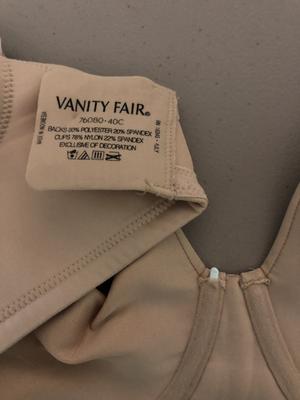 VANITY FAIR®
76080-40C
BACKS 80% POLYESTER 20% SPANDEX
CUPS 78% NYLON 22% SPANDEX
EXCLUSIVE OF DECORATION